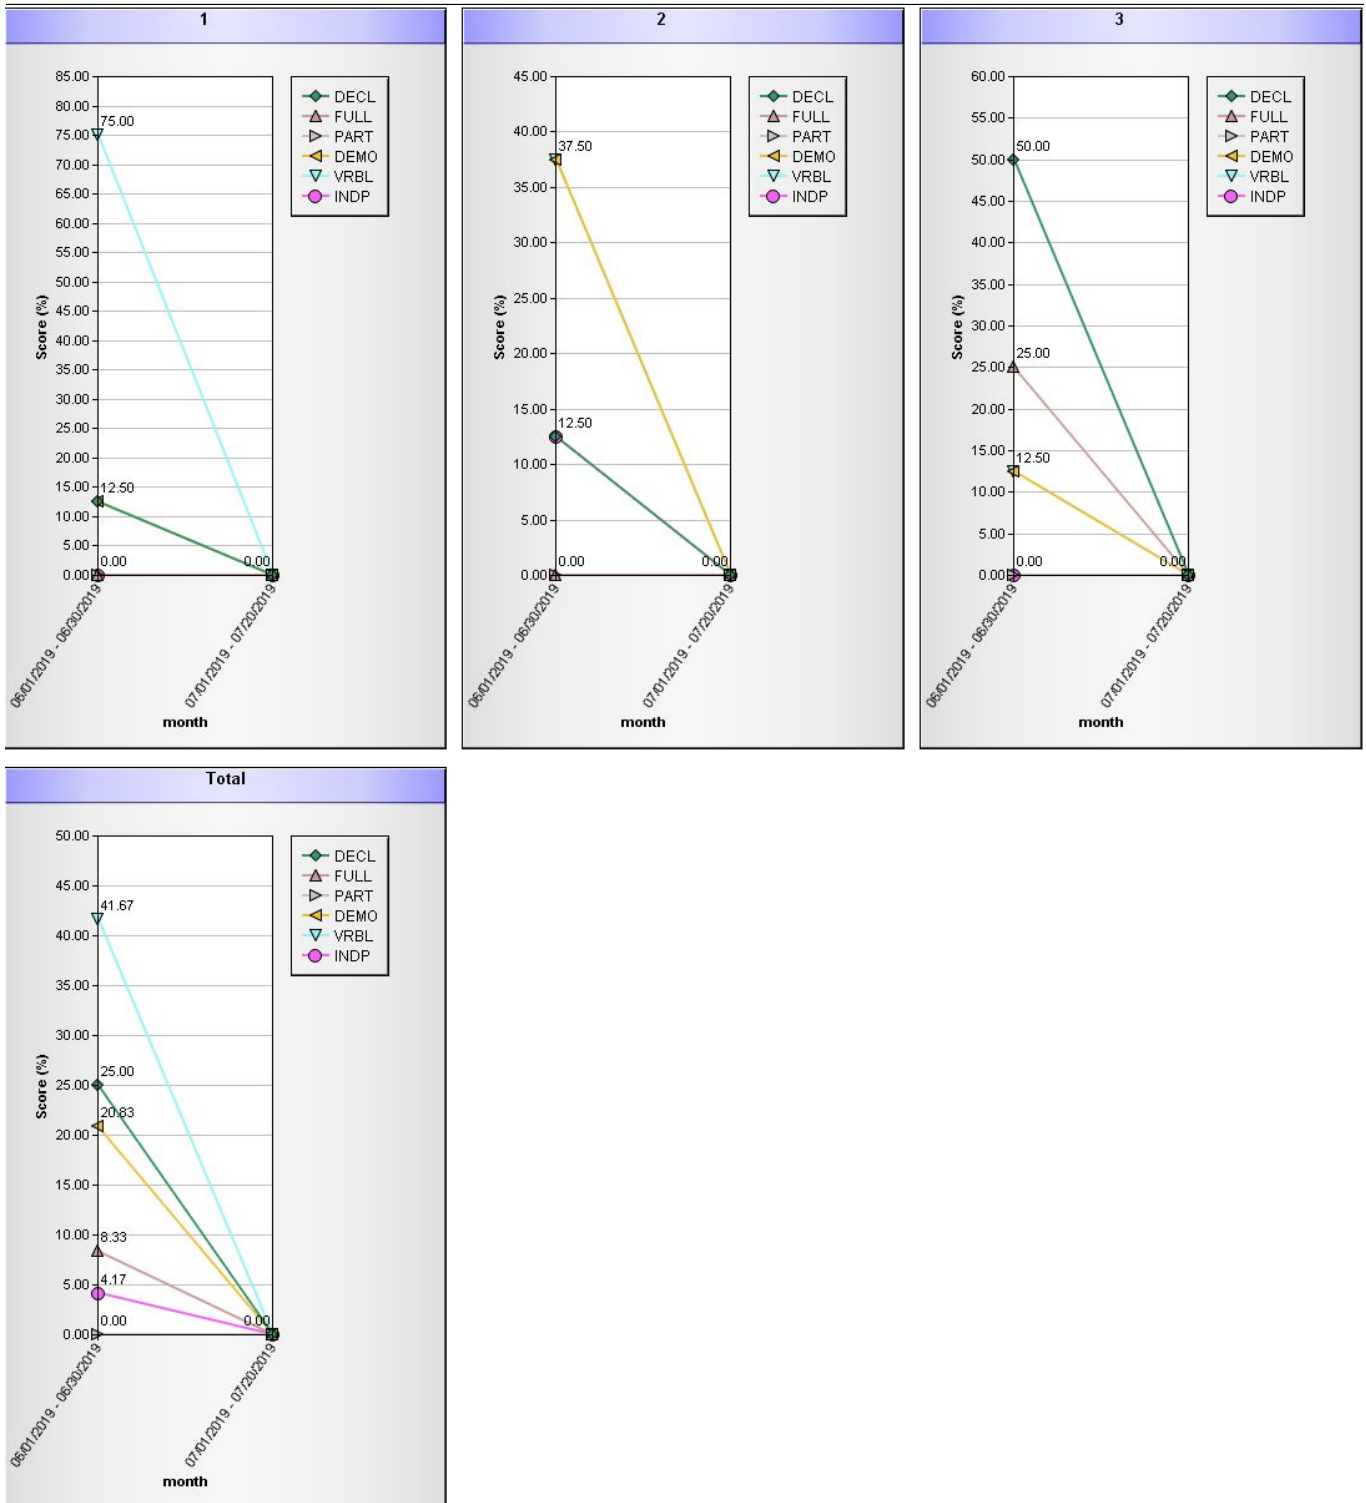 1
85.00
80.00
75.00
70.00
65.00
60.00
55.00
50.00
45.00
40.00
35.00
30.00
25.00
20.00
15.00
10.00
5.00
0.00
Score (%)
75.00
12.50
0.00
0.00
06/01/2019 - 06/30/2019
07/01/2019 - 07/20/2019
month
DECL
FULL
PART
DEMO
VRBL
INDP
2
45.00
40.00
35.00
30.00
25.00
20.00
15.00
10.00
5.00
0.00
Score (%)
37.50
12.50
0.00
0.00
06/01/2019 - 06/30/2019
07/01/2019 - 07/20/2019
month
DECL
FULL
PART
DEMO
VRBL
INDP
3
60.00
55.00
50.00
45.00
40.00
35.00
30.00
25.00
20.00
15.00
10.00
5.00
0.00
Score (%)
50.00
25.00
12.50
0.00
0.00
06/01/2019 - 06/30/2019
07/01/2019 - 07/20/2019
month
DECL
FULL
PART
DEMO
VRBL
INDP
Total
50.00
45.00
40.00
35.00
30.00
25.00
20.00
15.00
10.00
5.00
0.00
Score (%)
41.67
25.00
20.83
8.33
4.17
0.00
0.00
06/01/2019 - 06/30/2019
07/01/2019 - 07/20/2019
month
DECL
FULL
PART
DEMO
VRBL
INDP